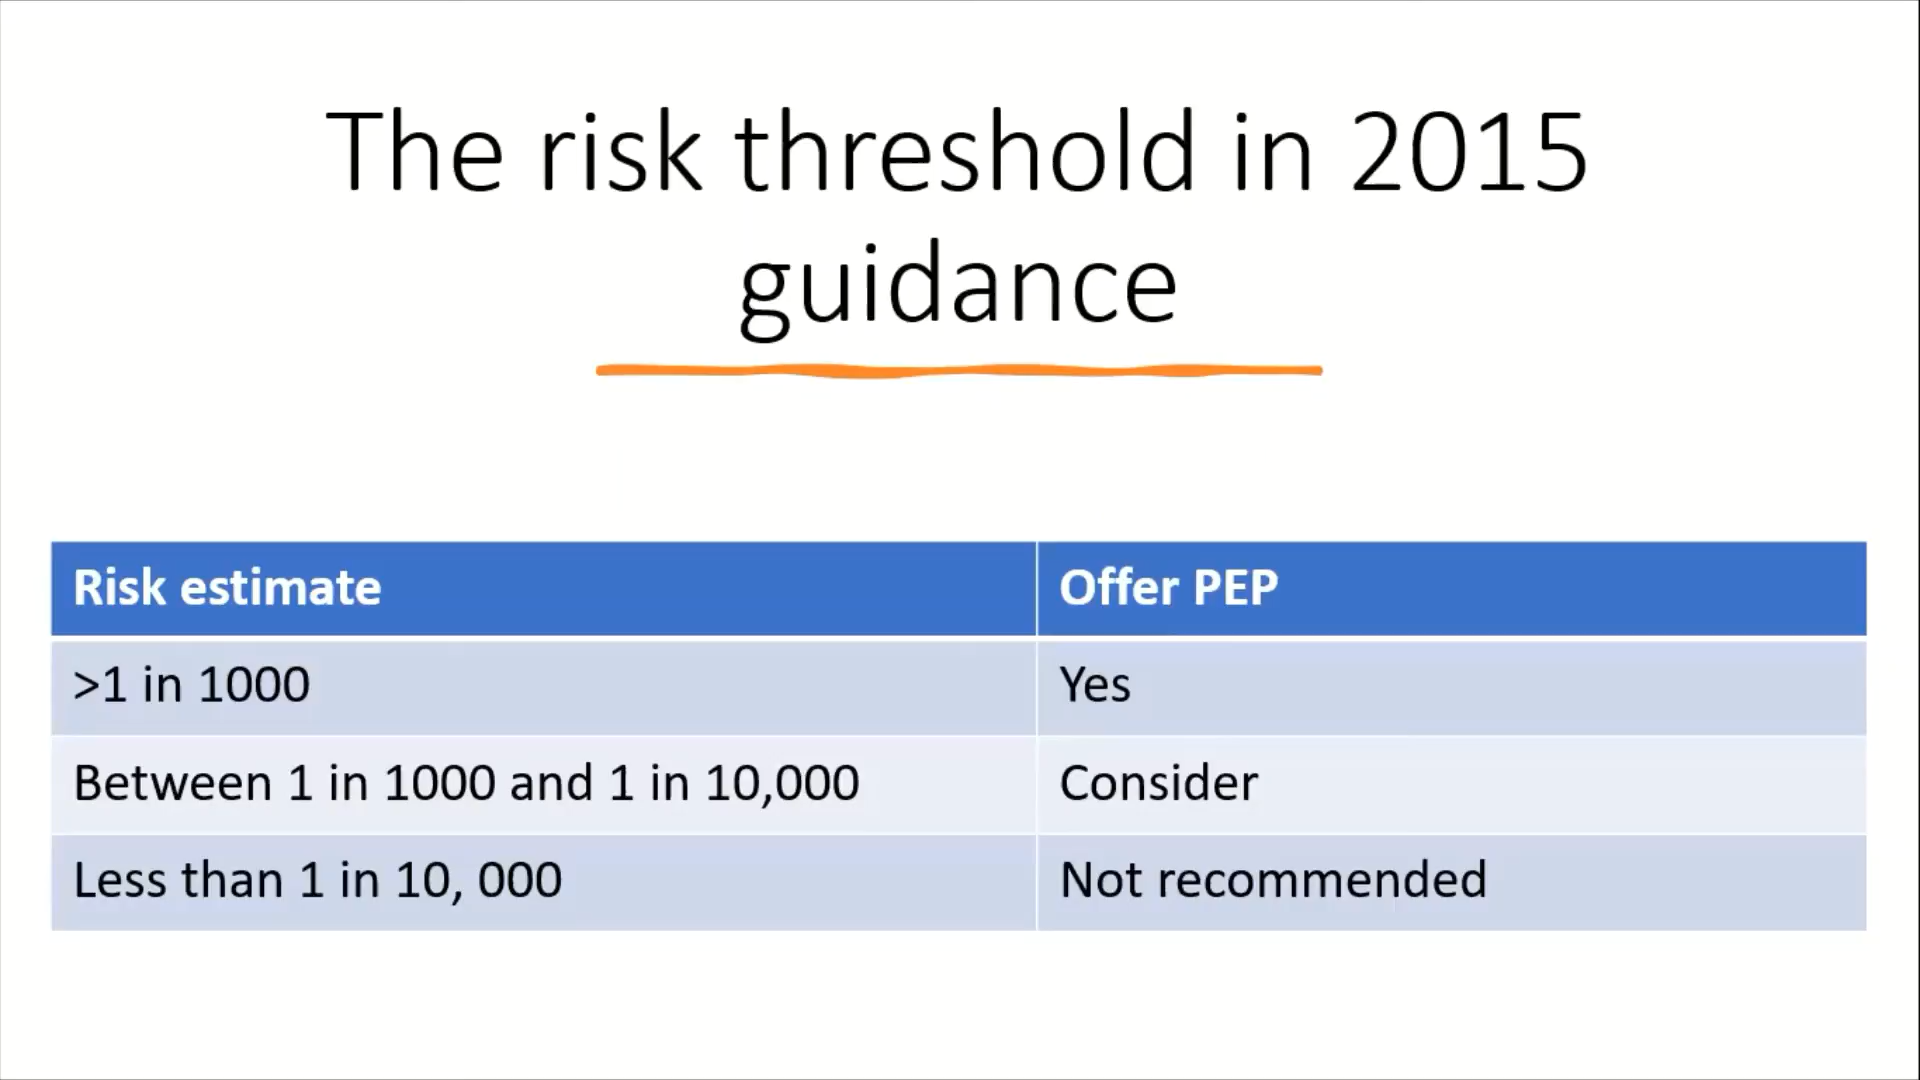 The risk threshold in 2015
guidance
Risk estimate
Offer PEP
>1 in 1000
Yes
Between 1 in 1000 and 1 in 10,000
Consider
Less than 1 in 10, 000
Not recommended